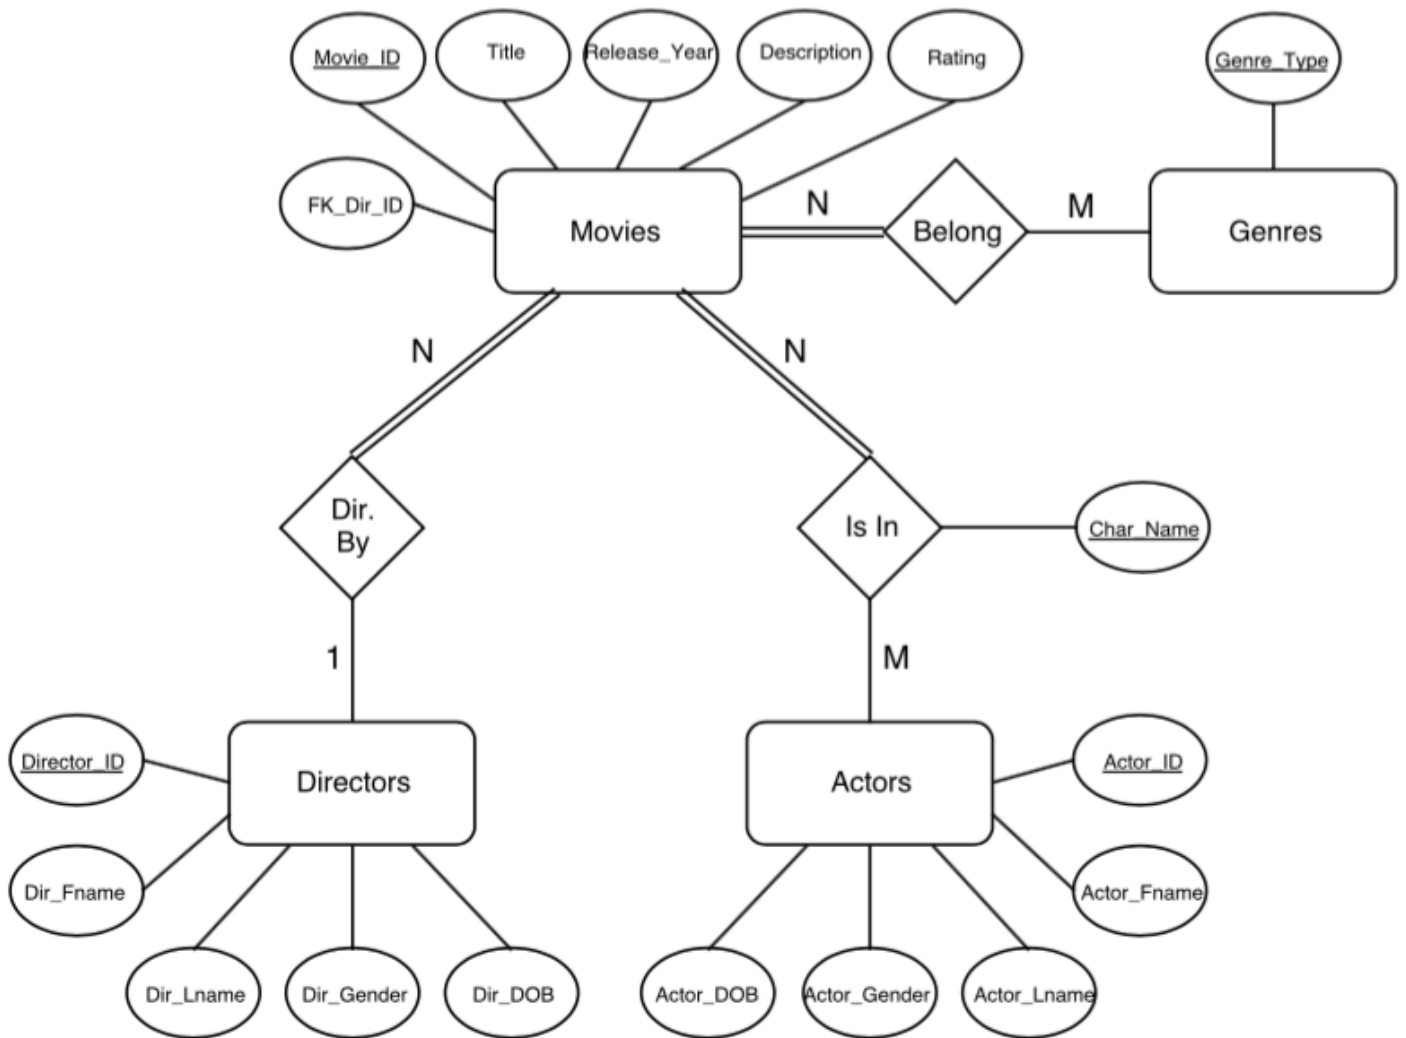 Movie_ID
Title
Release_Year
Description
Rating
Genre_Type
FK_Dir_ID
Movies
N
Belong
M
Genres
N
N
Dir.
By
Is In
Char_Name
1
M
Director_ID
Directors
Actors
Actor_ID
Dir_Fname
Actor_Fname
Dir_Lname
Dir_Gender
Dir_DOB
Actor_DOB
Actor_Gender
Actor_Lname